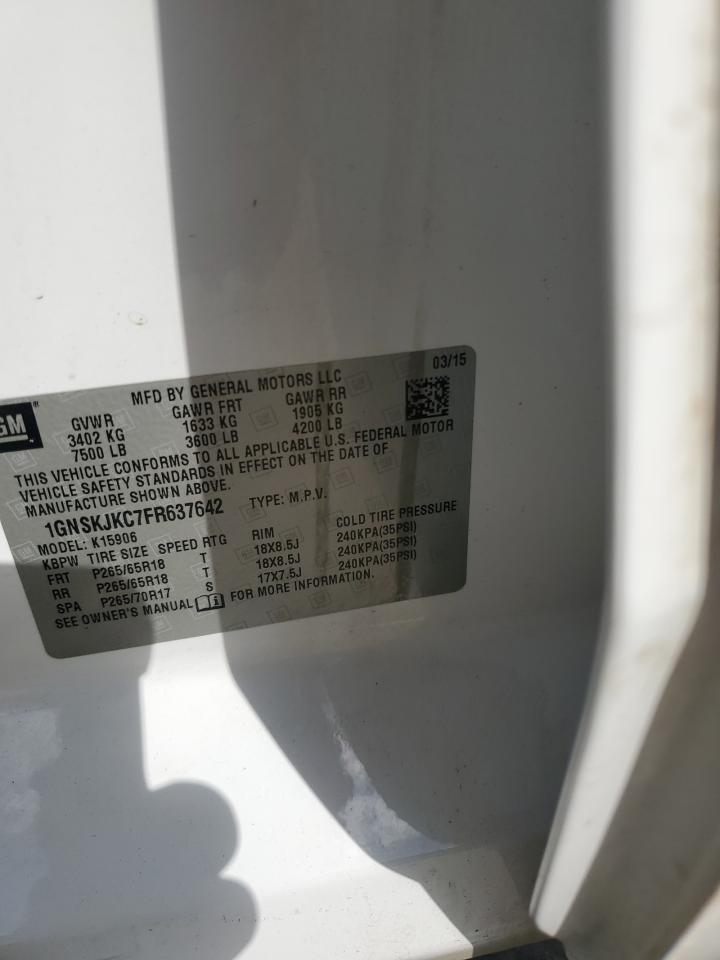 GM®
MFD BY GENERAL MOTORS LLC 03/15
GVWR GAWR FRT GAWR RR
3402 KG 1633 KG 1905 KG
7500 LB 3600 LB 4200 LB
THIS VEHICLE CONFORMS TO ALL APPLICABLE U.S. FEDERAL MOTOR
VEHICLE SAFETY STANDARDS IN EFFECT ON THE DATE OF
MANUFACTURE SHOWN ABOVE.
1GNSKJKC7FR637642 TYPE: M.P.V.
MODEL: K15906
KBPW TIRE SIZE SPEED RTG RIM COLD TIRE PRESSURE
FRT P265/65R18 T 18X8.5J 240KPA(35PSI)
RR P265/65R18 T 18X8.5J 240KPA(35PSI)
SPA P265/70R17 S 17X7.5J 240KPA(35PSI)
SEE OWNER'S MANUAL FOR MORE INFORMATION.